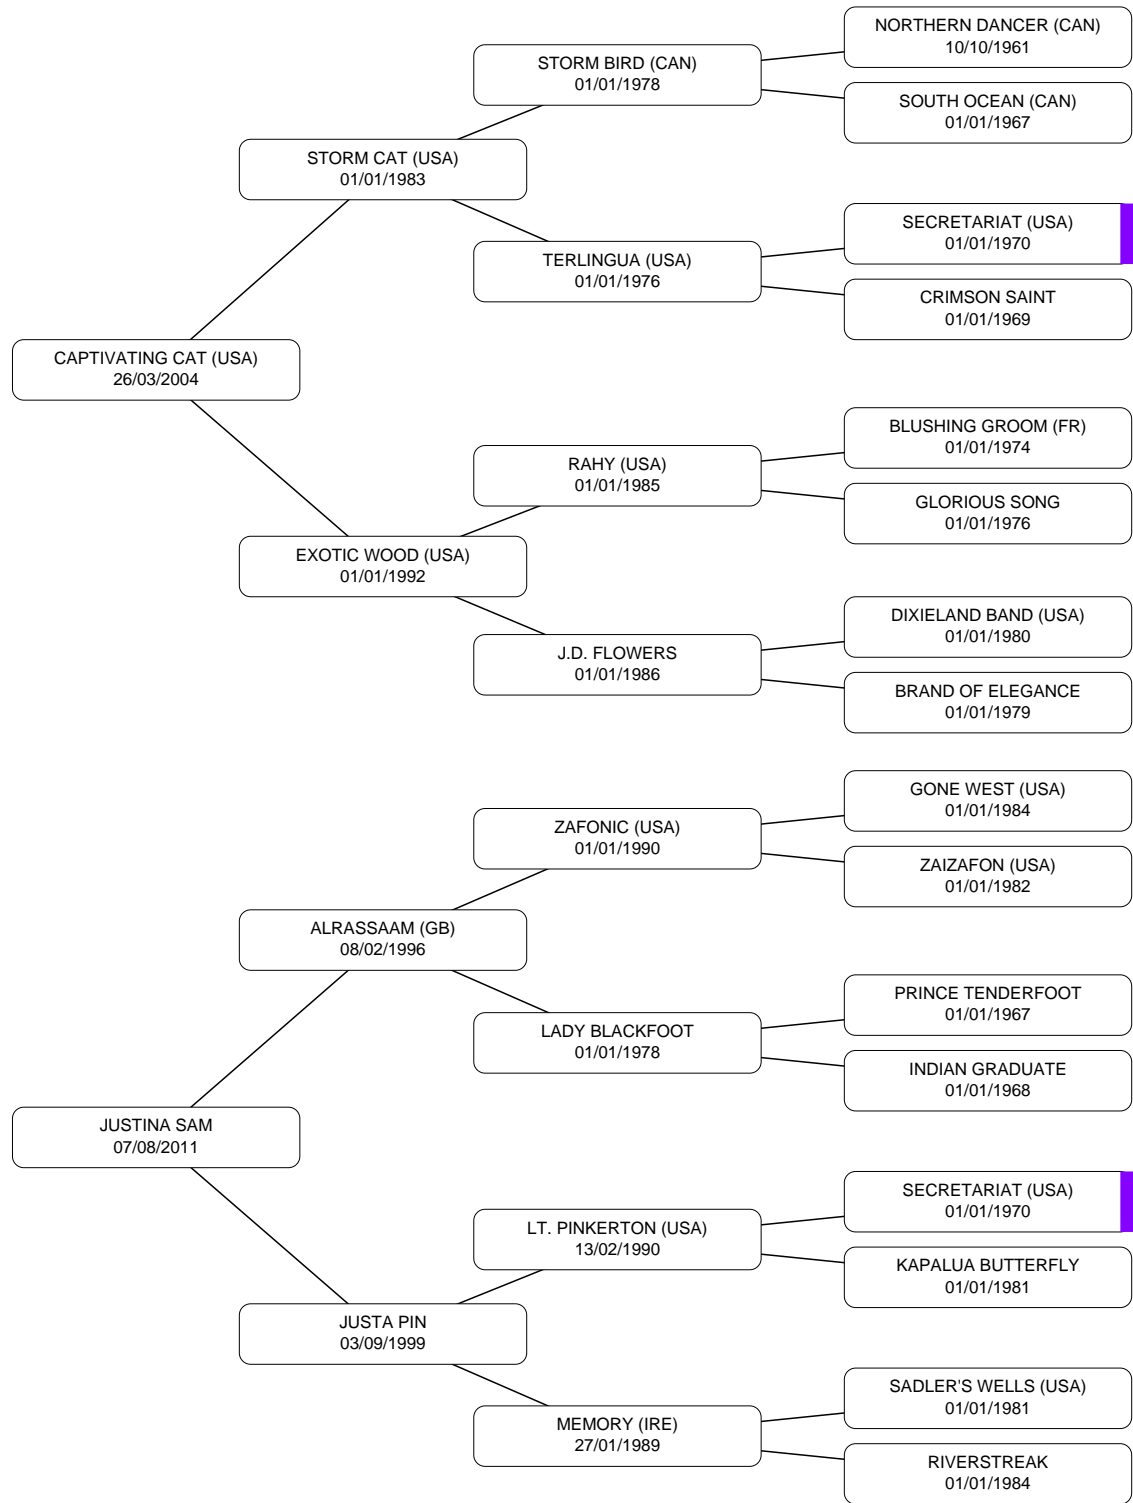 NORTHERN DANCER (CAN)
10/10/1961
STORM BIRD (CAN)
01/01/1978
SOUTH OCEAN (CAN)
01/01/1967
STORM CAT (USA)
01/01/1983
SECRETARIAT (USA)
01/01/1970
TERLINGUA (USA)
01/01/1976
CRIMSON SAINT
01/01/1969
CAPTIVATING CAT (USA)
26/03/2004
BLUSHING GROOM (FR)
01/01/1974
RAHY (USA)
01/01/1985
GLORIOUS SONG
01/01/1976
EXOTIC WOOD (USA)
01/01/1992
DIXIELAND BAND (USA)
01/01/1980
J.D. FLOWERS
01/01/1986
BRAND OF ELEGANCE
01/01/1979
GONE WEST (USA)
01/01/1984
ZAFONIC (USA)
01/01/1990
ZAIZAFON (USA)
01/01/1982
ALRASSAAM (GB)
08/02/1996
PRINCE TENDERFOOT
01/01/1967
LADY BLACKFOOT
01/01/1978
INDIAN GRADUATE
01/01/1968
JUSTINA SAM
07/08/2011
SECRETARIAT (USA)
01/01/1970
LT. PINKERTON (USA)
13/02/1990
KAPALUA BUTTERFLY
01/01/1981
JUSTA PIN
03/09/1999
SADLER'S WELLS (USA)
01/01/1981
MEMORY (IRE)
27/01/1989
RIVERSTREAK
01/01/1984